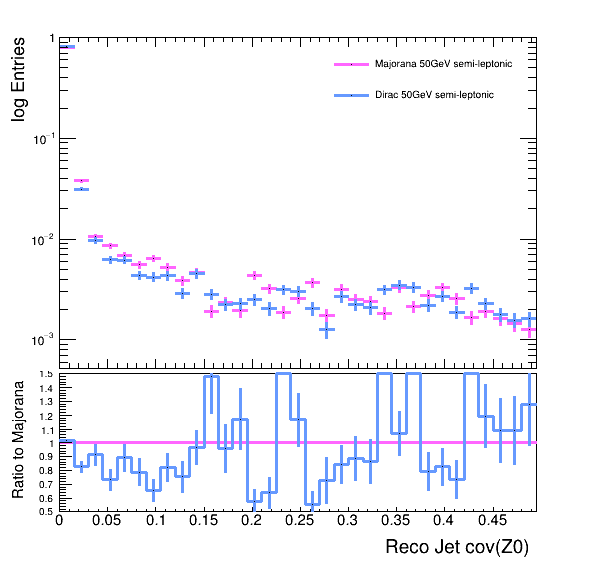 log Entries
1
10⁻¹
10⁻²
10⁻³
Majorana 50GeV semi-leptonic
Dirac 50GeV semi-leptonic
Ratio to Majorana
1.5
1.4
1.3
1.2
1.1
1
0.9
0.8
0.7
0.6
0.5
0 0.05 0.1 0.15 0.2 0.25 0.3 0.35 0.4 0.45
Reco Jet cov(Z0)